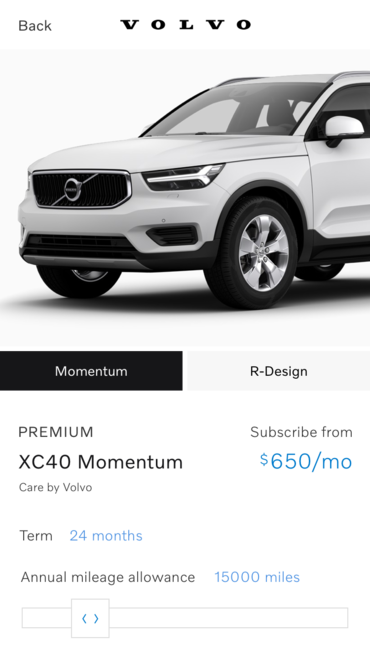 Back
VOLVO
Momentum
R-Design
PREMIUM
Subscribe from
XC40 Momentum
$650/mo
Care by Volvo
Term 24 months
Annual mileage allowance 15000 miles